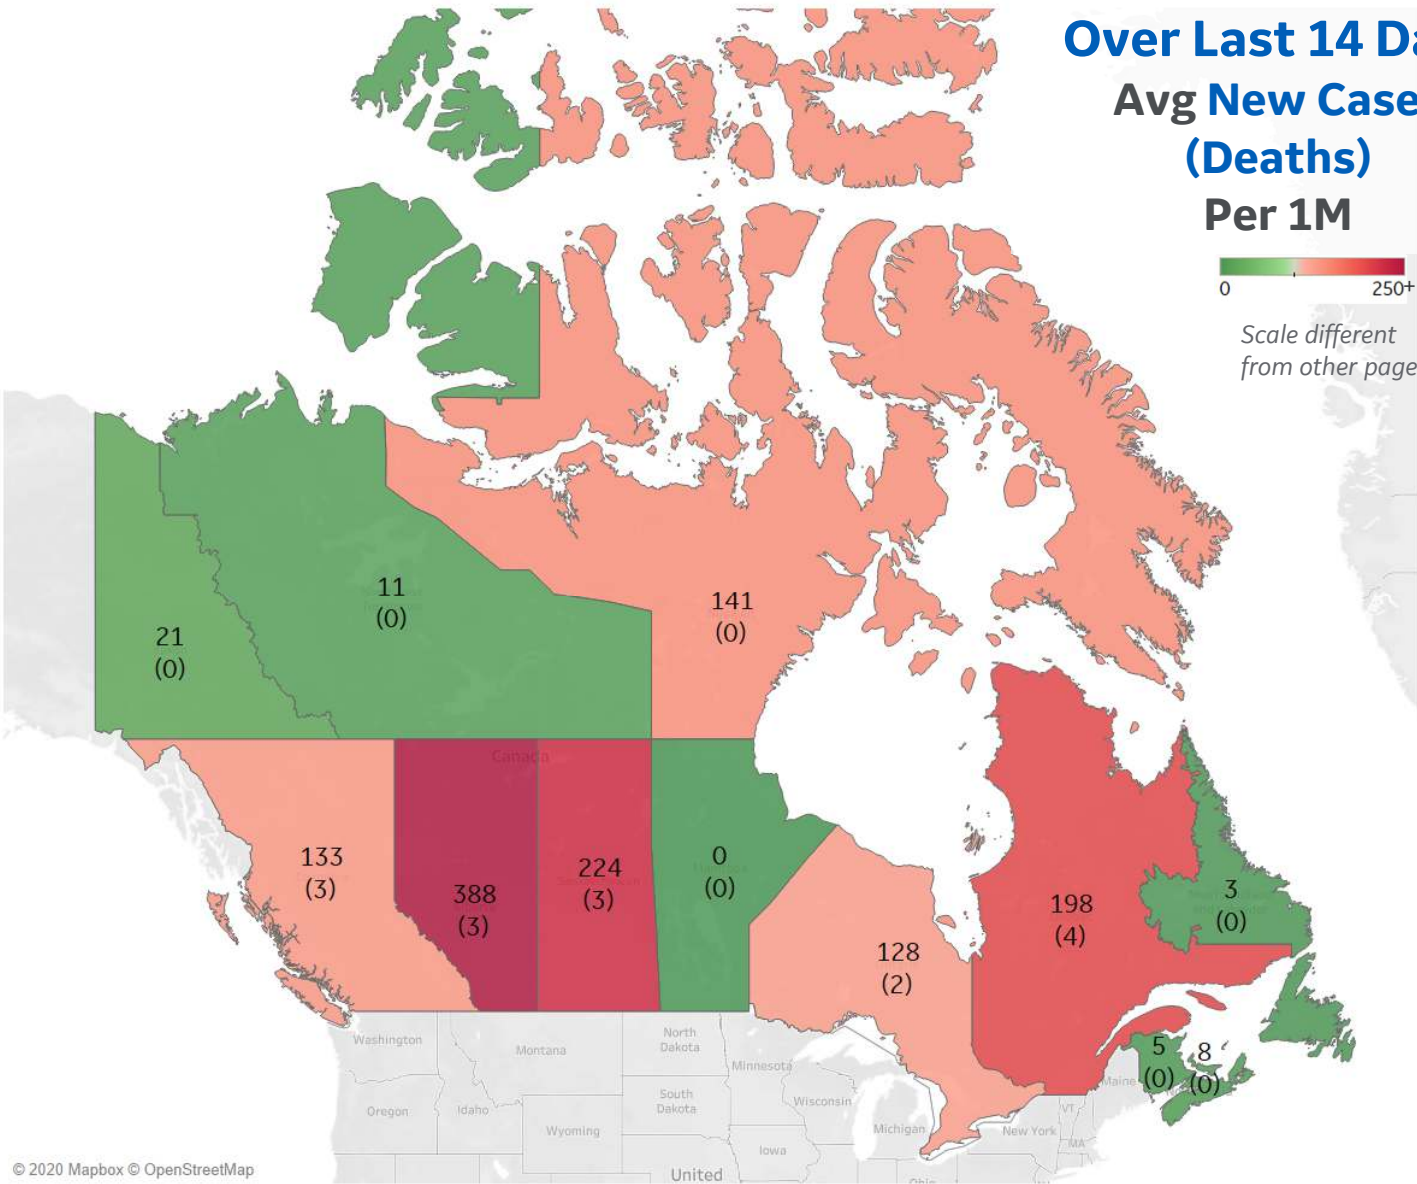 Over Last 14 Da
Avg New Case
(Deaths)
Per 1M
0 250+
Scale different
from other page
11
(0)
141
(0)
21
(0)
Canada
133
(3)
388
(3)
224
(3)
0
(0)
198
(4)
3
(0)
128
(2)
5
(0)
8
(0)
Washington
Montana
North
Dakota
Minnesota
Oregon
Idaho
South
Dakota
Wisconsin
Michigan
Maine
VT
New York
MA
Wyoming
Iowa
Ohio
United
© 2020 Mapbox © OpenStreetMap